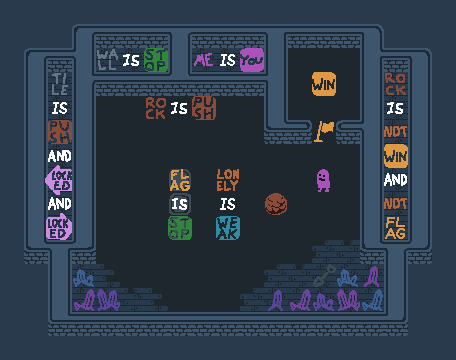 WALL IS STOP
ME IS YOU
WIN
ROCK IS PUSH
TILE IS PUSH AND LOCKED AND LOCKED
ROCK IS NOT WIN AND NOT FLAG
FLAG IS STOP
LONELY IS WEAK